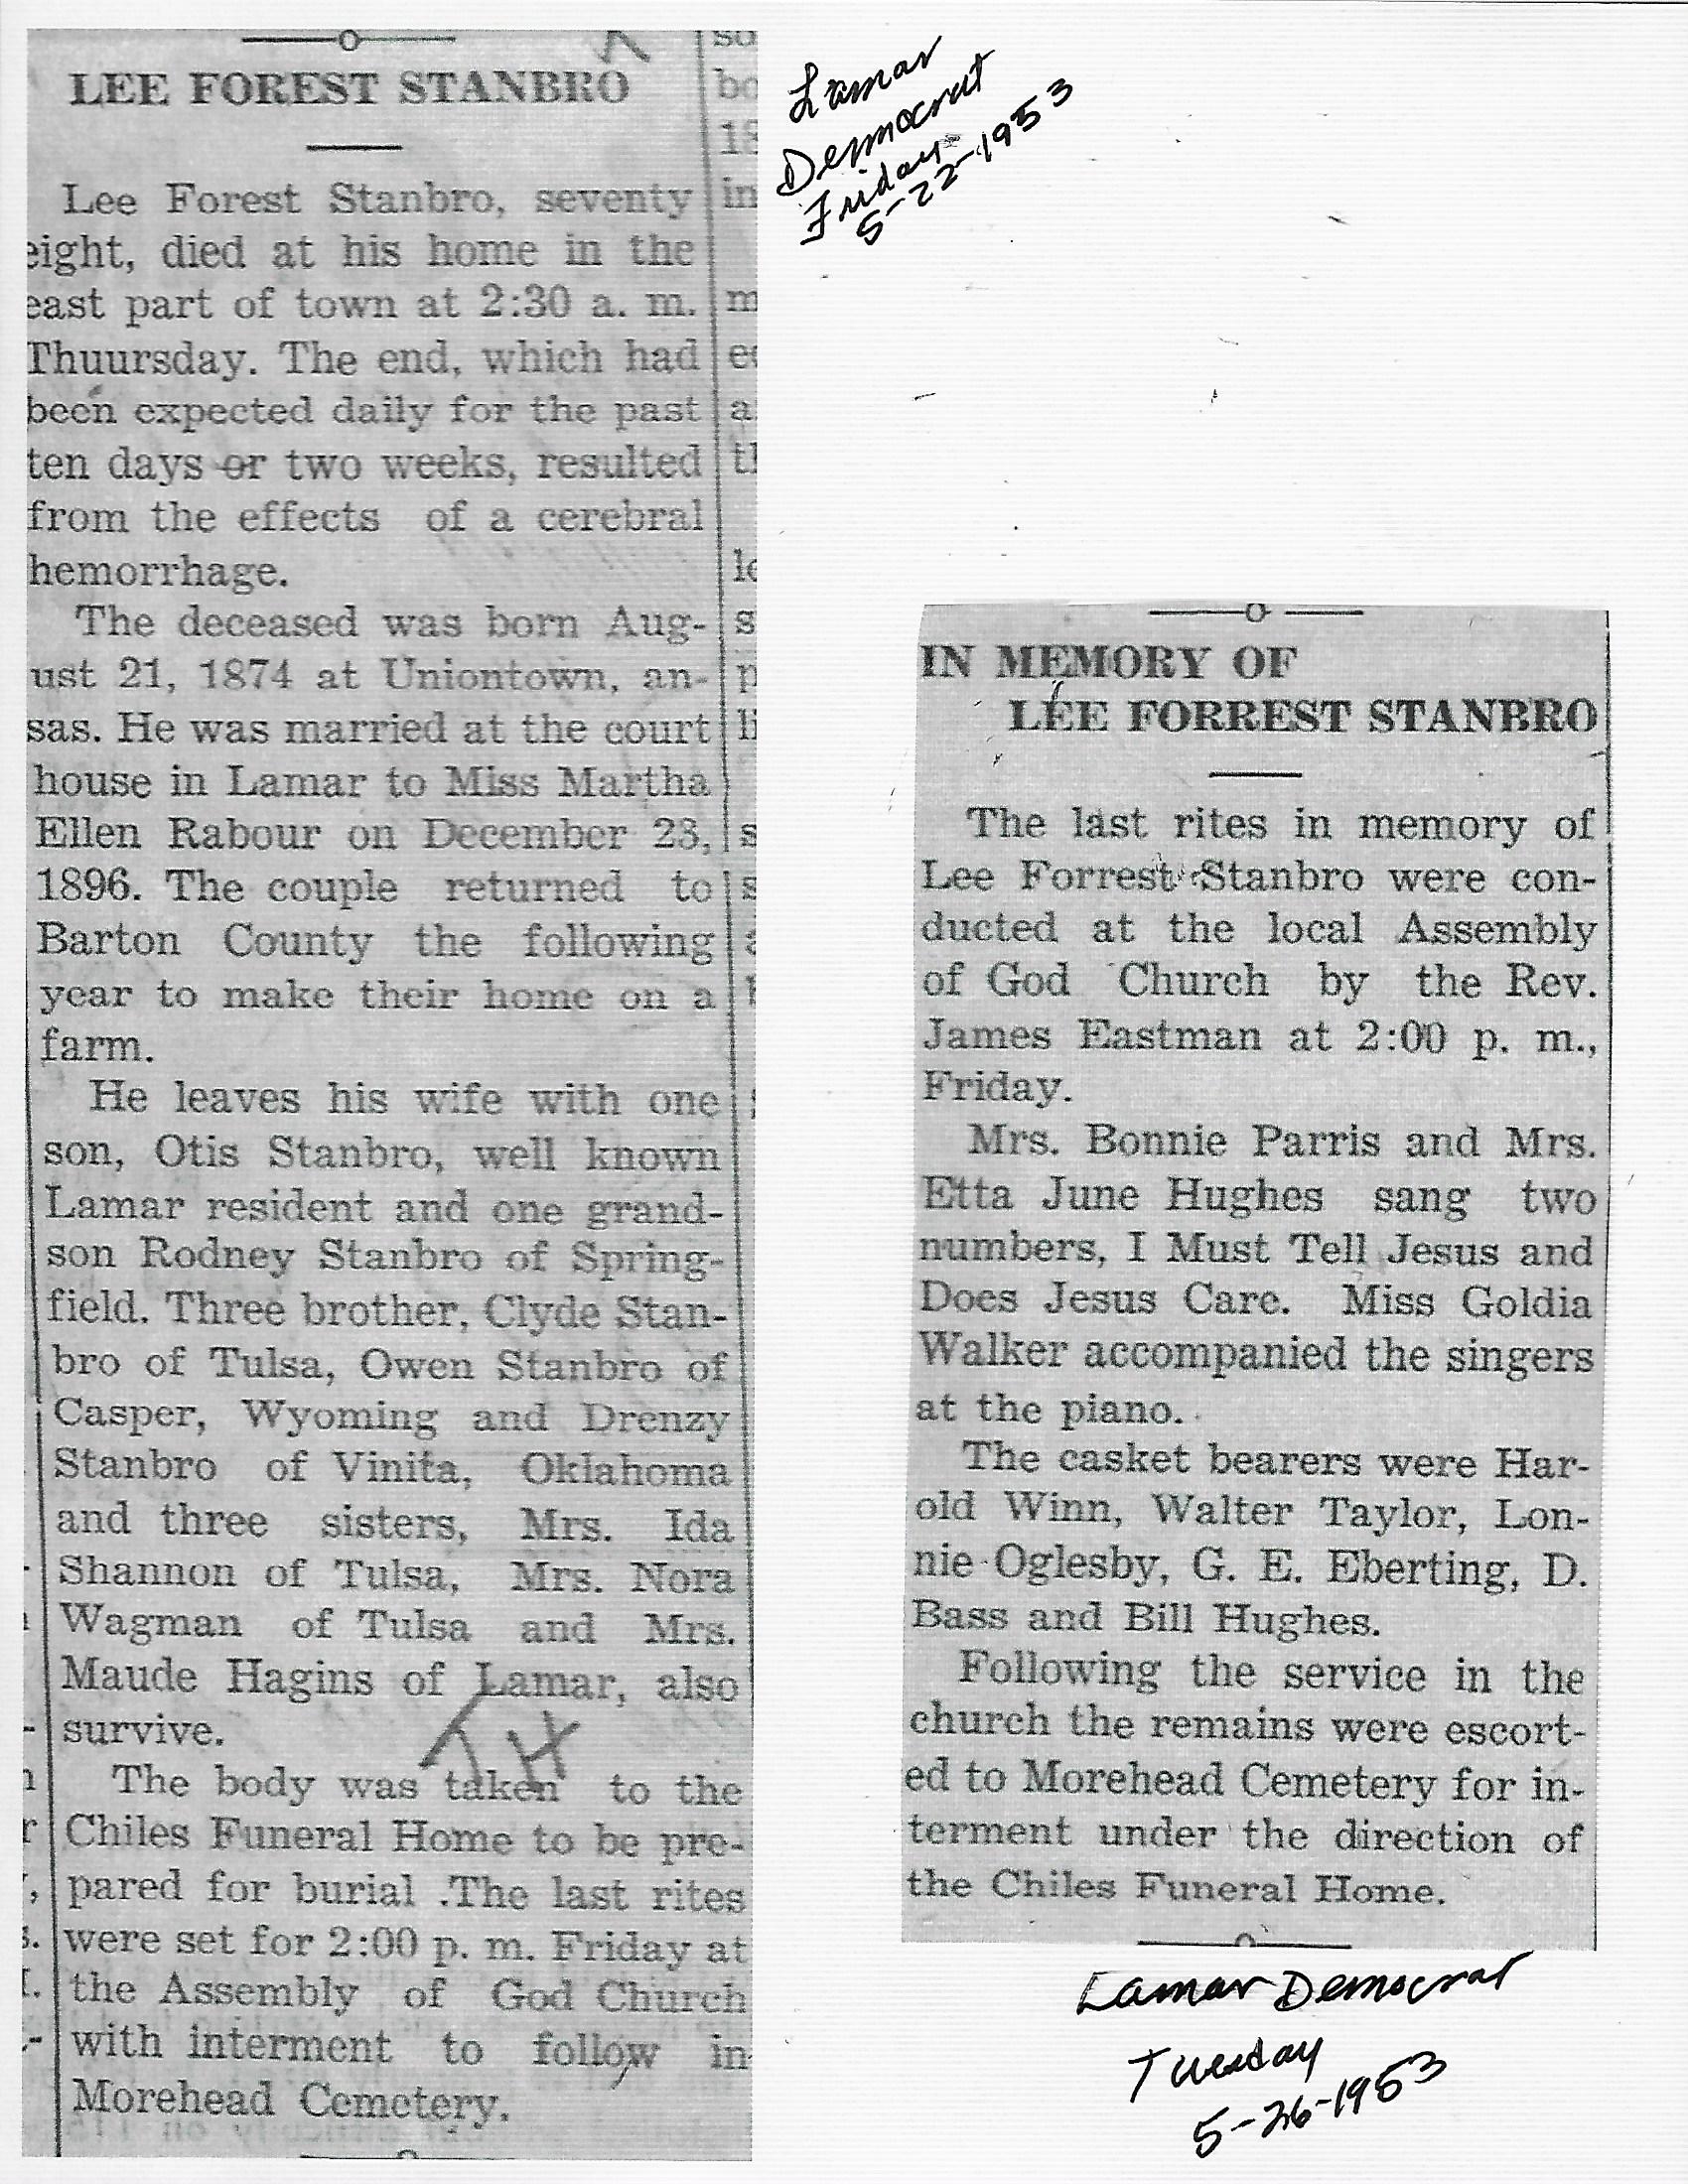 LEE FOREST STANBRO
Lee Forest Stanbro, seventy
eight, died at his home in the
east part of town at 2:30 a. m.
Thuursday. The end, which had
been expected daily for the past
ten days or two weeks, resulted
from the effects of a cerebral
hemorrhage.
The deceased was born Aug-
ust 21, 1874 at Uniontown, an-
sas. He was married at the court
house in Lamar to Miss Martha
Ellen Rabour on December 23,
1896. The couple returned to
Barton County the following
year to make their home on a
farm.
He leaves his wife with one
son, Otis Stanbro, well known
Lamar resident and one grand-
son Rodney Stanbro of Spring-
field. Three brother, Clyde Stan-
bro of Tulsa, Owen Stanbro of
Casper, Wyoming and Drenzy
Stanbro of Vinita, Oklahoma
and three sisters, Mrs. Ida
Shannon of Tulsa, Mrs. Nora
Wagman of Tulsa and Mrs.
Maude Hagins of Lamar, also
survive.
TH
The body was taken to the
Chiles Funeral Home to be pre-
pared for burial .The last rites
were set for 2:00 p. m. Friday at
the Assembly of God Church
with interment to follow in
Morehead Cemetery.
Lamar
Democrat
Friday
5-22-1953
IN MEMORY OF
LEE FORREST STANBRO
The last rites in memory of
Lee Forrest Stanbro were con-
ducted at the local Assembly
of God Church by the Rev.
James Eastman at 2:00 p. m.,
Friday.
Mrs. Bonnie Parris and Mrs.
Etta June Hughes sang two
numbers, I Must Tell Jesus and
Does Jesus Care. Miss Goldia
Walker accompanied the singers
at the piano.
The casket bearers were Har-
old Winn, Walter Taylor, Lon-
nie Oglesby, G. E. Eberting, D.
Bass and Bill Hughes.
Following the service in the
church the remains were escort-
ed to Morehead Cemetery for in-
terment under the direction of
the Chiles Funeral Home.
Lamar Democrat
Tuesday
5-26-1953